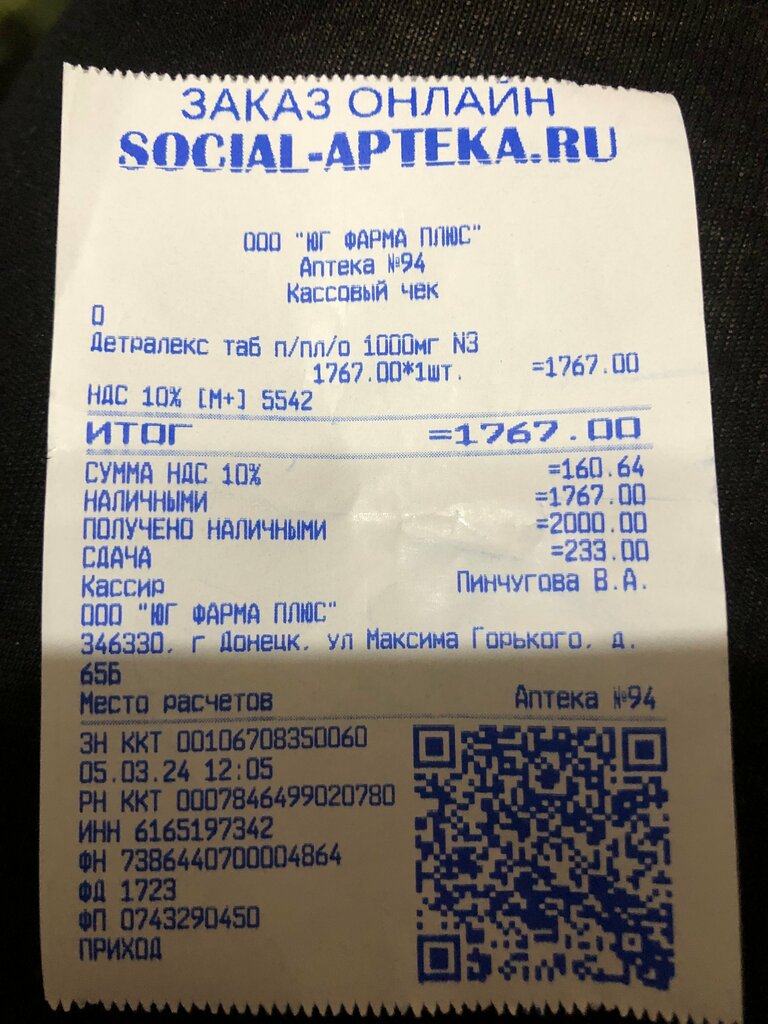 ЗАКАЗ ОНЛАЙН
SOCIAL-APTEKA.RU
ООО "ЮГ ФАРМА ПЛЮС"
Аптека №94
Кассовый чек
0
Детралекс таб п/пл/о 1000мг N3
1767.00*1шт. =1767.00
НДС 10% [М+] 5542
ИТОГ =1767.00
СУММА НДС 10% =160.64
НАЛИЧНЫМИ =1767.00
ПОЛУЧЕНО НАЛИЧНЫМИ =2000.00
СДАЧА =233.00
Кассир Пинчугова В.А.
ООО "ЮГ ФАРМА ПЛЮС"
346330, г Донецк, ул Максима Горького, д.
65Б
Место расчетов Аптека №94
ЗН ККТ 00106708350060
05.03.24 12:05
РН ККТ 0007846499020780
ИНН 6165197342
ФН 7386440700004864
ФД 1723
ФП 0743290450
ПРИХОД